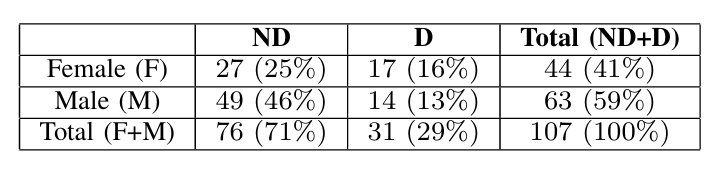 ND D Total (ND+D)
Female (F) 27 (25%) 17 (16%) 44 (41%)
Male (M) 49 (46%) 14 (13%) 63 (59%)
Total (F+M) 76 (71%) 31 (29%) 107 (100%)